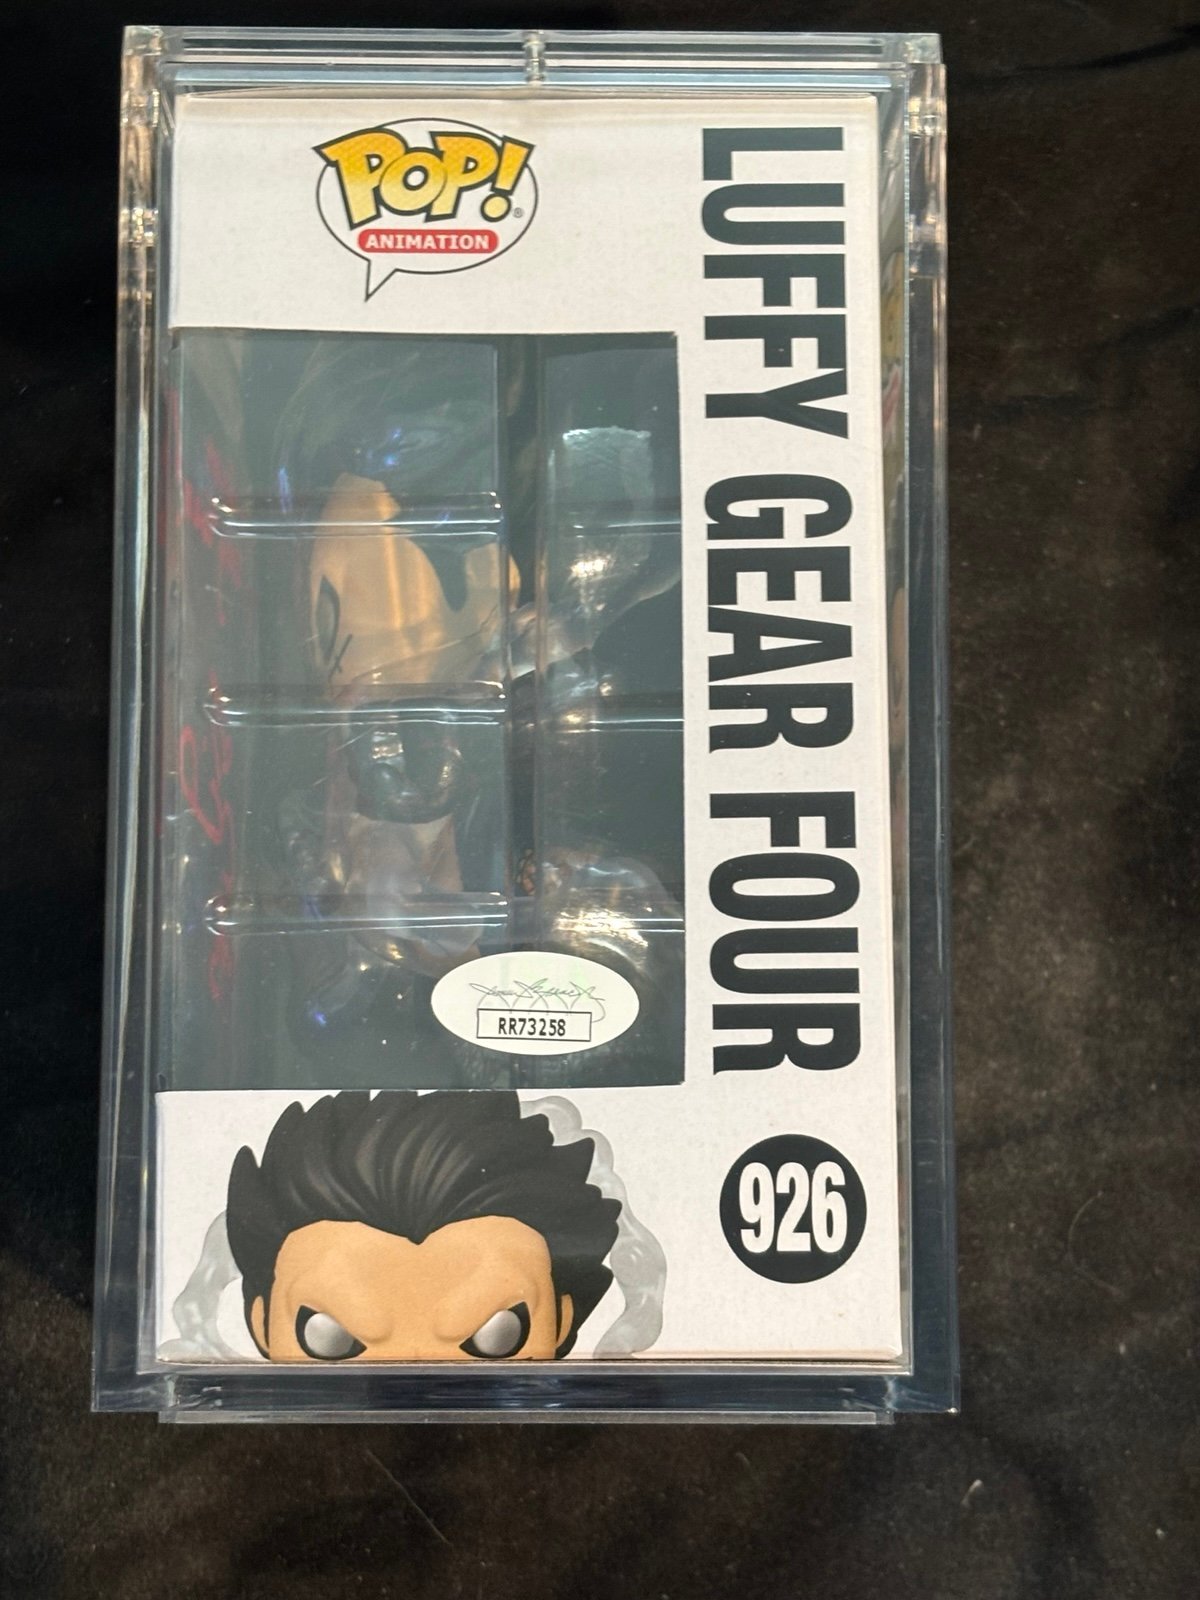 POP!®
ANIMATION
LUFFY GEAR FOUR
RR73258
926